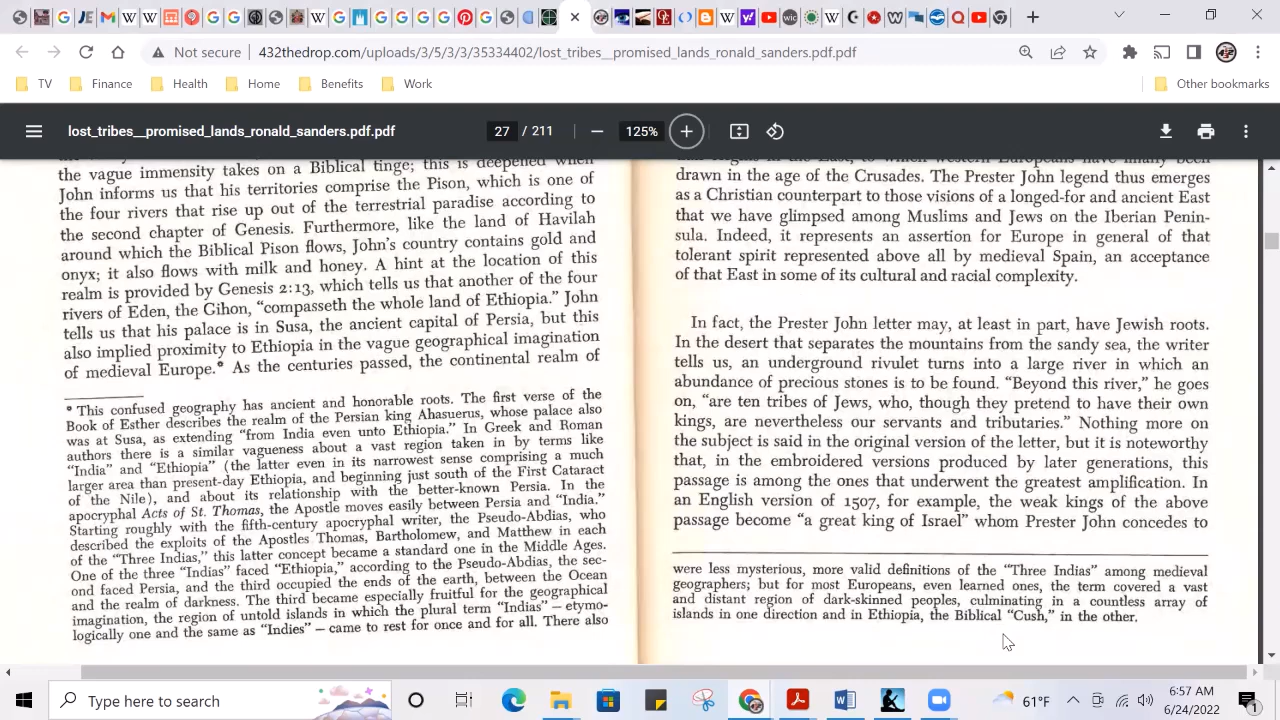 JE
M
W
W
W
G
G
G
G
W
G
G
G
G
G
OL
W
y!
wic
W
W
Q
Not secure
432thedrop.com/uploads/3/5/3/3/35334402/lost_tribes__promised_lands_ronald_sanders.pdf.pdf
TV
Finance
Health
Home
Benefits
Work
Other bookmarks
lost_tribes__promised_lands_ronald_sanders.pdf.pdf
27 / 211
125%
the vague immensity takes on a Biblical tinge; this is deepened when
John informs us that his territories comprise the Pison, which is one of
the four rivers that rise up out of the terrestrial paradise according to
the second chapter of Genesis. Furthermore, like the land of Havilah
around which the Biblical Pison flows, John's country contains gold and
onyx; it also flows with milk and honey. A hint at the location of this
realm is provided by Genesis 2:13, which tells us that another of the four
rivers of Eden, the Gihon, "compasseth the whole land of Ethiopia." John
tells us that his palace is in Susa, the ancient capital of Persia, but this
also implied proximity to Ethiopia in the vague geographical imagination
of medieval Europe.* As the centuries passed, the continental realm of
* This confused geography has ancient and honorable roots. The first verse of the
Book of Esther describes the realm of the Persian king Ahasuerus, whose palace also
was at Susa, as extending "from India even unto Ethiopia." In Greek and Roman
authors there is a similar vagueness about a vast region taken in by terms like
"India" and "Ethiopia" (the latter even in its narrowest sense comprising a much
larger area than present-day Ethiopia, and beginning just south of the First Cataract
of the Nile), and about its relationship with the better-known Persia. In the
apocryphal Acts of St. Thomas, the Apostle moves easily between Persia and "India."
Starting roughly with the fifth-century apocryphal writer, the Pseudo-Abdias, who
described the exploits of the Apostles Thomas, Bartholomew, and Matthew in each
of the "Three Indias," this latter concept became a standard one in the Middle Ages.
One of the three "Indias" faced "Ethiopia," according to the Pseudo-Abdias, the sec-
ond faced Persia, and the third occupied the ends of the earth, between the Ocean
and the realm of darkness. The third became especially fruitful for the geographical
imagination, the region of untold islands in which the plural term "Indias" — etymo-
logically one and the same as "Indies" — came to rest for once and for all. There also
drawn in the age of the Crusades. The Prester John legend thus emerges
as a Christian counterpart to those visions of a longed-for and ancient East
that we have glimpsed among Muslims and Jews on the Iberian Penin-
sula. Indeed, it represents an assertion for Europe in general of that
tolerant spirit represented above all by medieval Spain, an acceptance
of that East in some of its cultural and racial complexity.
In fact, the Prester John letter may, at least in part, have Jewish roots.
In the desert that separates the mountains from the sandy sea, the writer
tells us, an underground rivulet turns into a large river in which an
abundance of precious stones is to be found. "Beyond this river," he goes
on, "are ten tribes of Jews, who, though they pretend to have their own
kings, are nevertheless our servants and tributaries." Nothing more on
the subject is said in the original version of the letter, but it is noteworthy
that, in the embroidered versions produced by later generations, this
passage is among the ones that underwent the greatest amplification. In
an English version of 1507, for example, the weak kings of the above
passage become "a great king of Israel" whom Prester John concedes to
were less mysterious, more valid definitions of the "Three Indias" among medieval
geographers; but for most Europeans, even learned ones, the term covered a vast
and distant region of dark-skinned peoples, culminating in a countless array of
islands in one direction and in Ethiopia, the Biblical "Cush," in the other.
Type here to search
61°F
6:57 AM
6/24/2022
1